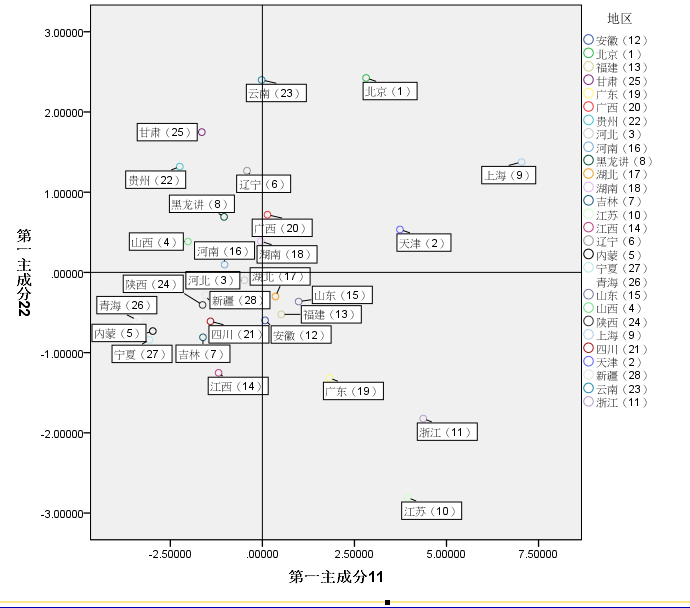 3.00000
2.00000
1.00000
.00000
-1.00000
-2.00000
-3.00000
-2.50000
.00000
2.50000
5.00000
7.50000
第一主成分22
第一主成分11
云南（23）
北京（1）
甘肃（25）
贵州（22）
辽宁（6）
上海（9）
黑龙讲（8）
广西（20）
山西（4）
河南（16）
湖南（18）
天津（2）
陕西（24）
河北（3）
湖北（17）
青海（26）
新疆（28）
山东（15）
福建（13）
内蒙（5）
四川（21）
安徽（12）
宁夏（27）
吉林（7）
江西（14）
广东（19）
浙江（11）
江苏（10）
地区
安徽（12）
北京（1）
福建（13）
甘肃（25）
广东（19）
广西（20）
贵州（22）
河北（3）
河南（16）
黑龙讲（8）
湖北（17）
湖南（18）
吉林（7）
江苏（10）
江西（14）
辽宁（6）
内蒙（5）
宁夏（27）
青海（26）
山东（15）
山西（4）
陕西（24）
上海（9）
四川（21）
天津（2）
新疆（28）
云南（23）
浙江（11）